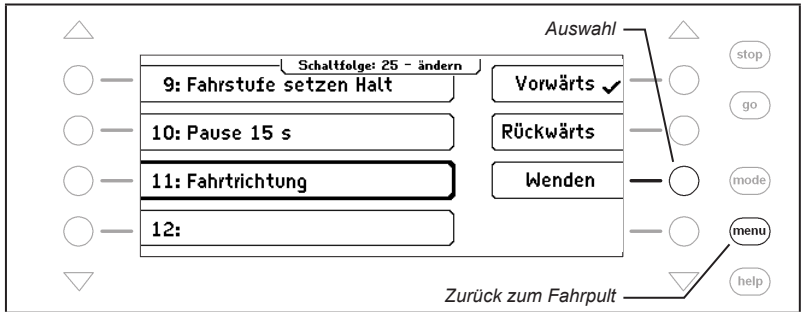 Auswahl
Schaltfolge: 25 - ändern
9: Fahrstufe setzen Halt
Vorwärts ✓
10: Pause 15 s
Rückwärts
11: Fahrtrichtung
Wenden
12:
stop
go
mode
menu
help
Zurück zum Fahrpult